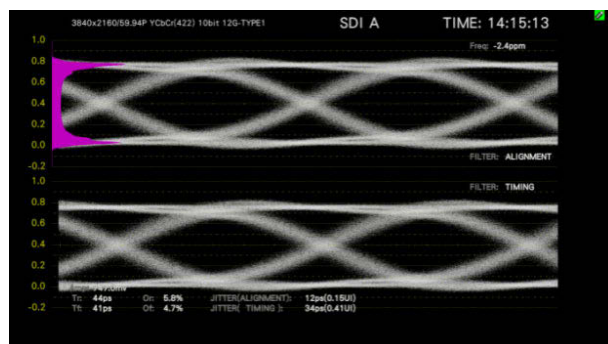 3840x2160/59.94P YCbCr(422) 10bit 12G-TYPE1 SDI A TIME: 14:15:13
Freq: -2.4ppm
1.0
0.8
0.6
0.4
0.2
0.0
-0.2
FILTER: ALIGNMENT
1.0
FILTER: TIMING
0.8
0.6
0.4
0.2
0.0
-0.2
Tr: 44ps Or: 5.8% JITTER(ALIGNMENT): 12ps(0.15UI)
Tf: 41ps Of: 4.7% JITTER( TIMING ): 34ps(0.41UI)